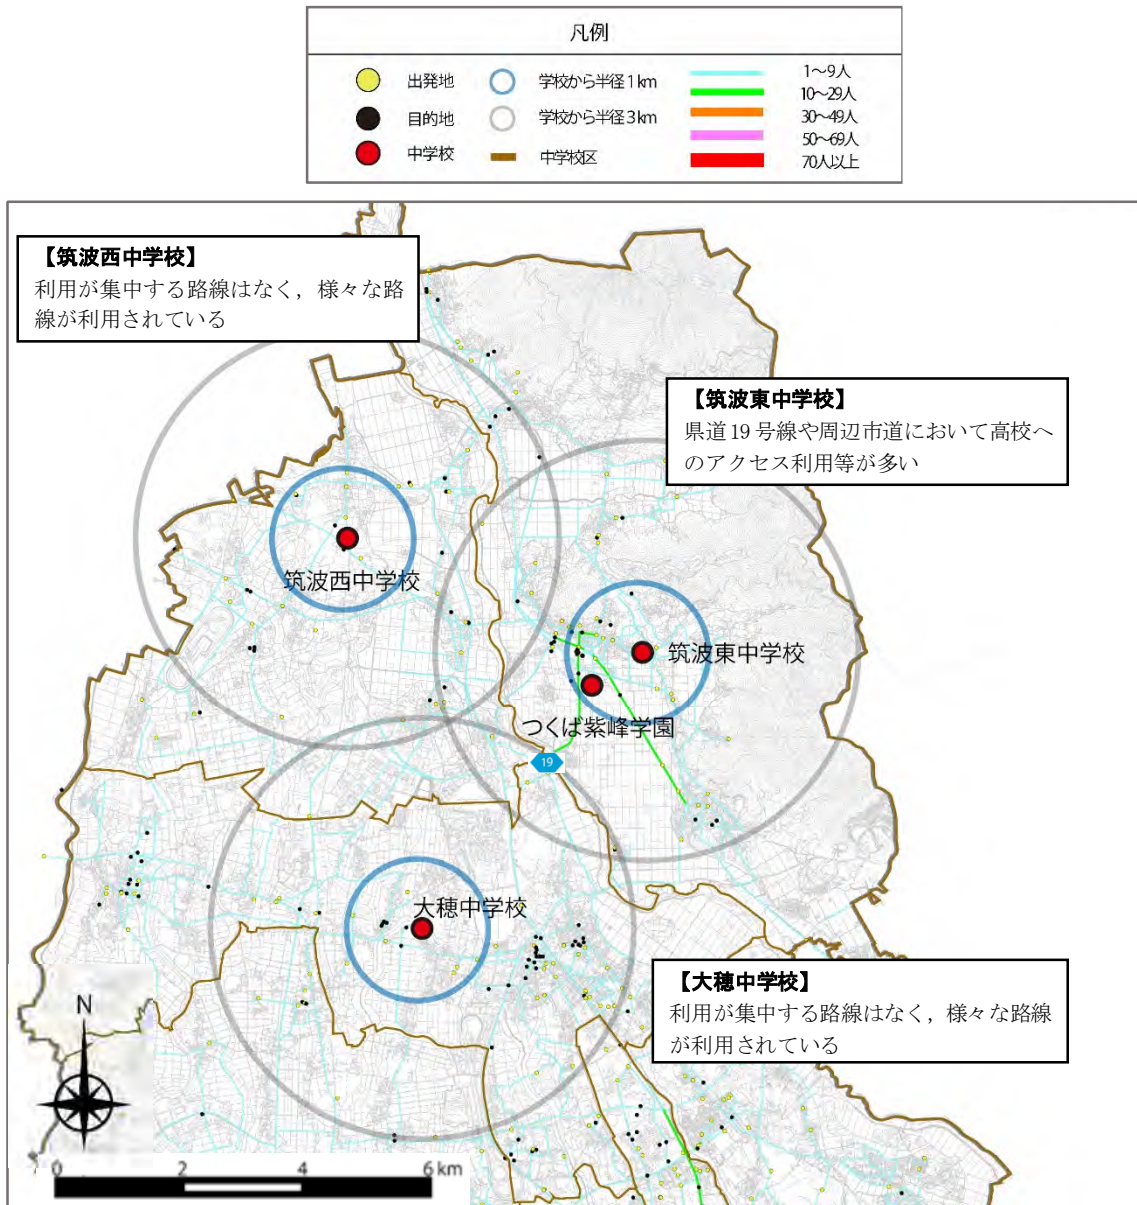 凡例
出発地
目的地
中学校
学校から半径1km
学校から半径3km
中学校区
1～9人
10～29人
30～49人
50～69人
70人以上
【筑波西中学校】
利用が集中する路線はなく，様々な路
線が利用されている
【筑波東中学校】
県道19号線や周辺市道において高校へ
のアクセス利用等が多い
筑波西中学校
筑波東中学校
つくば紫峰学園
19
大穂中学校
【大穂中学校】
利用が集中する路線はなく，様々な路線
が利用されている
N
0 2 4 6 km